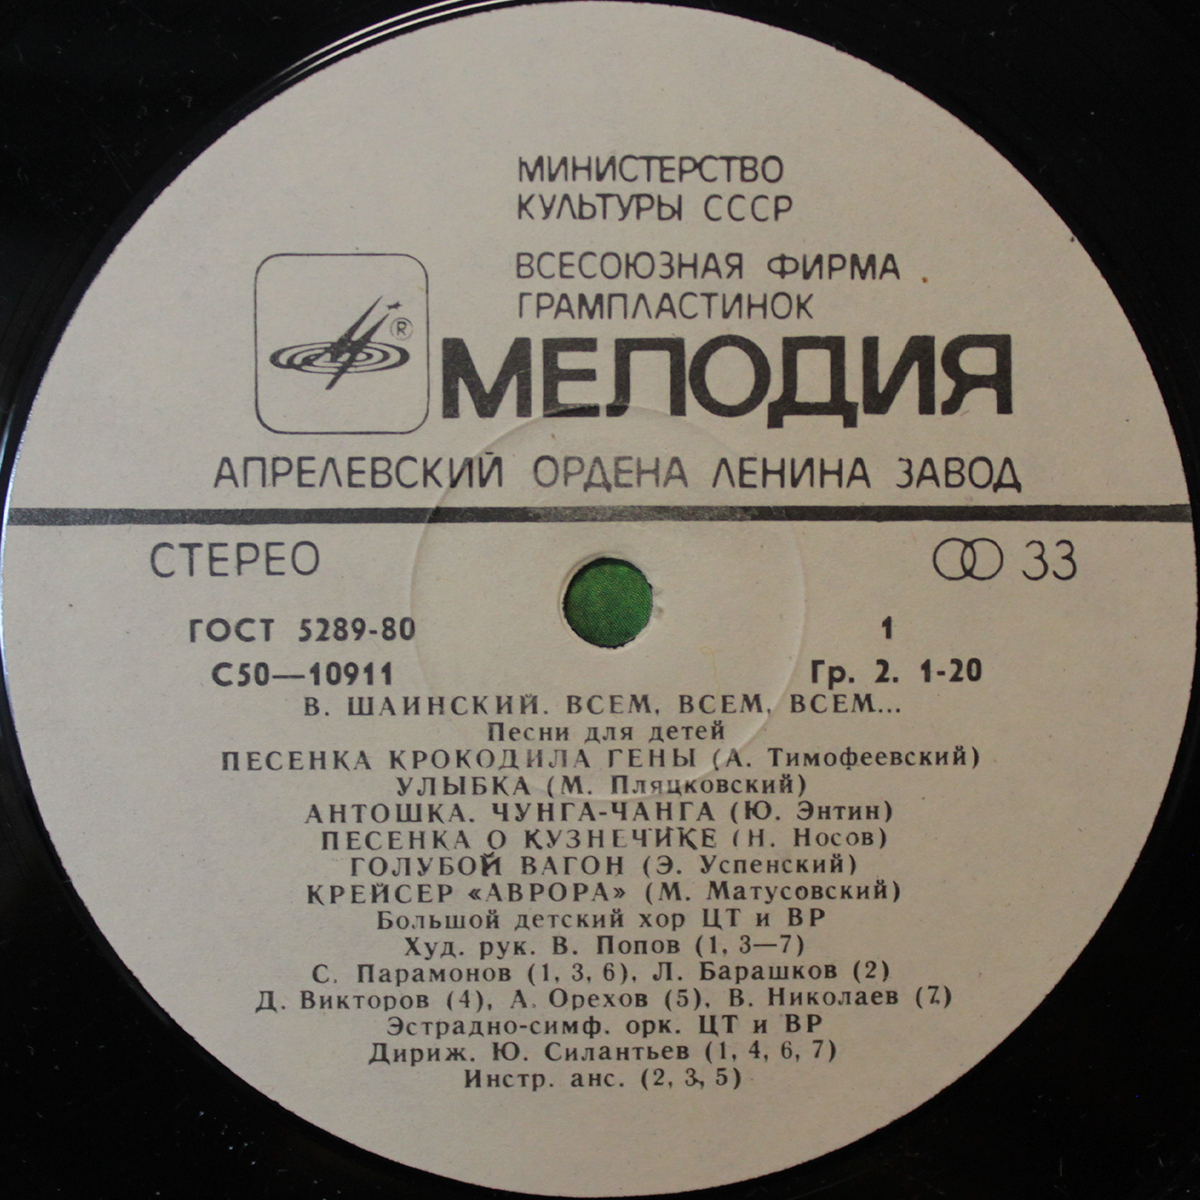 МИНИСТЕРСТВО
КУЛЬТУРЫ СССР
ВСЕСОЮЗНАЯ ФИРМА
ГРАМПЛАСТИНОК
®
МЕЛОДИЯ
АПРЕЛЕВСКИЙ ОРДЕНА ЛЕНИНА ЗАВОД
СТЕРЕО 33
ГОСТ 5289-80 1
С50—10911 Гр. 2. 1-20
В. ШАИНСКИЙ. ВСЕМ, ВСЕМ, ВСЕМ...
Песни для детей
ПЕСЕНКА КРОКОДИЛА ГЕНЫ (А. Тимофеевский)
УЛЫБКА (М. Пляцковский)
АНТОШКА. ЧУНГА-ЧАНГА (Ю. Энтин)
ПЕСЕНКА О КУЗНЕЧИКЕ (Н. Носов)
ГОЛУБОЙ ВАГОН (Э. Успенский)
КРЕЙСЕР «АВРОРА» (М. Матусовский)
Большой детский хор ЦТ и ВР
Худ. рук. В. Попов (1, 3—7)
С. Парамонов (1, 3, 6), Л. Барашков (2)
Д. Викторов (4), А. Орехов (5), В. Николаев (7)
Эстрадно-симф. орк. ЦТ и ВР
Дириж. Ю. Силантьев (1, 4, 6, 7)
Инстр. анс. (2, 3, 5)